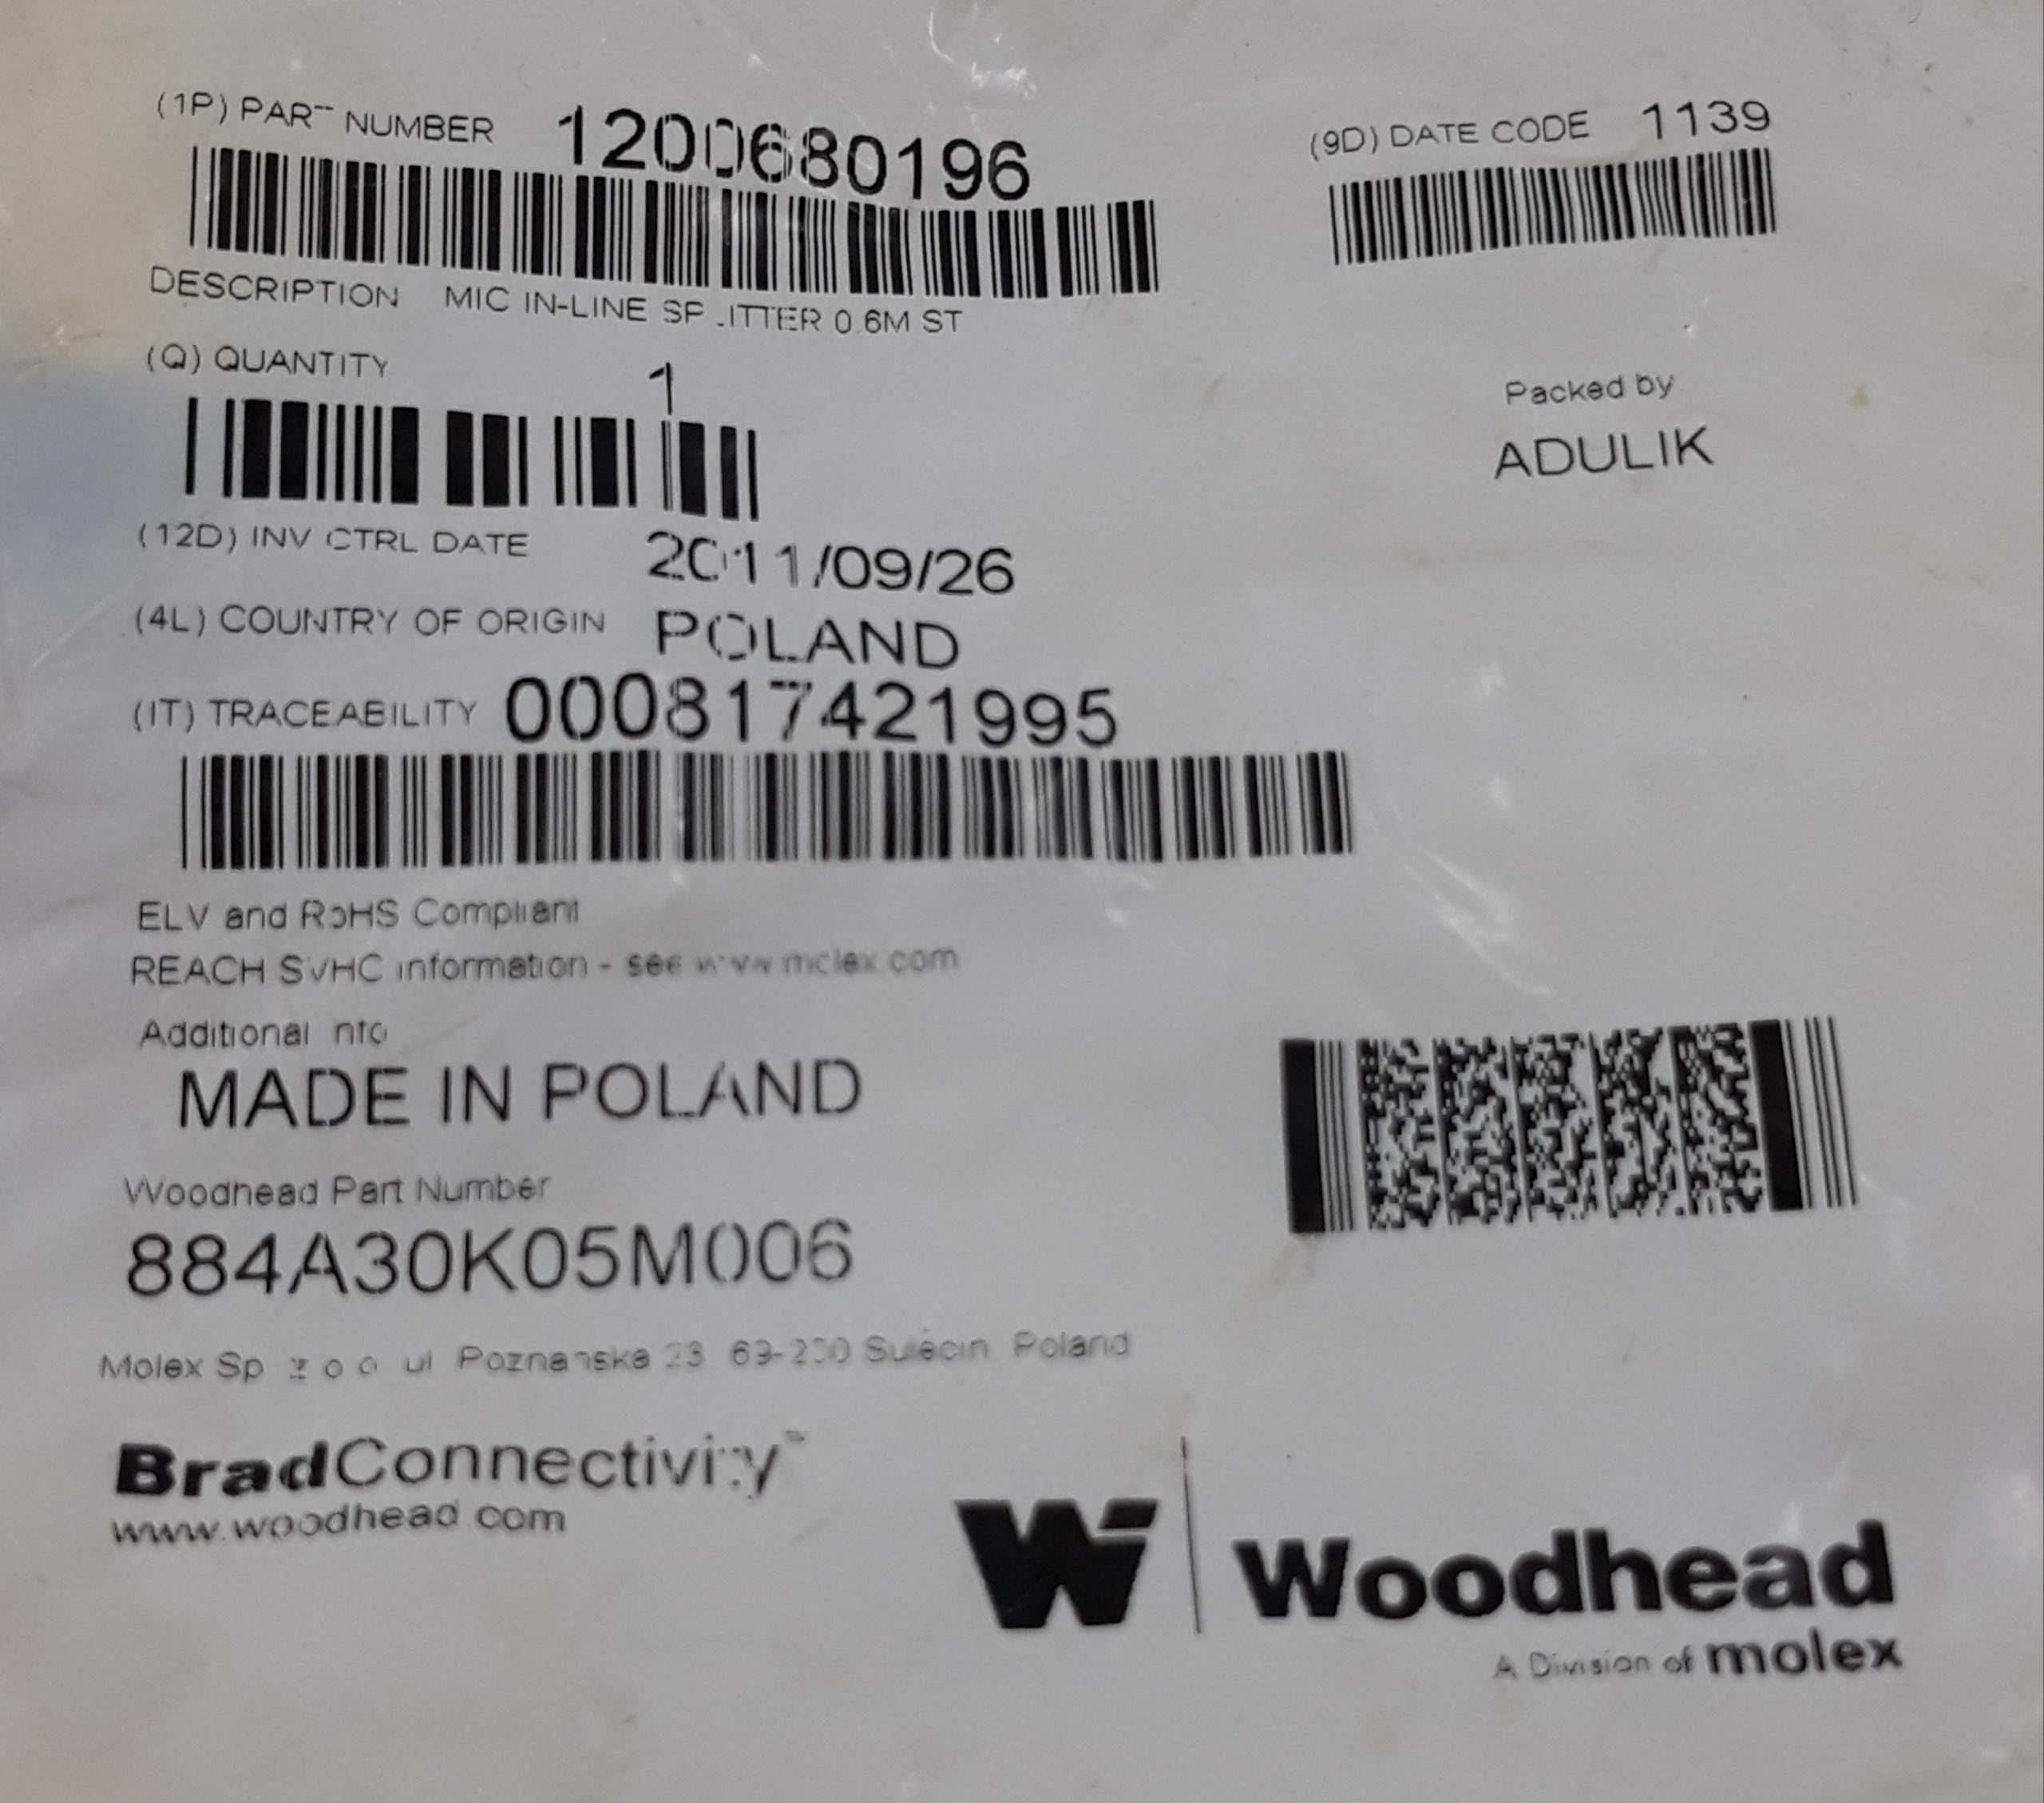 (1P) PART NUMBER 1200680196
(9D) DATE CODE 1139
DESCRIPTION MIC IN-LINE SPLITTER 0.6M ST
(Q) QUANTITY 1
Packed by
ADULIK
(12D) INV CTRL DATE 2011/09/26
(4L) COUNTRY OF ORIGIN POLAND
(IT) TRACEABILITY 000817421995
ELV and RoHS Compliant
REACH SVHC information - see www.molex.com
Additional Info
MADE IN POLAND
Woodhead Part Number
884A30K05M006
Molex Sp z o o ul Poznanska 23 69-200 Sulecin Poland
BradConnectivity™
www.woodhead.com
W Woodhead
A Division of molex